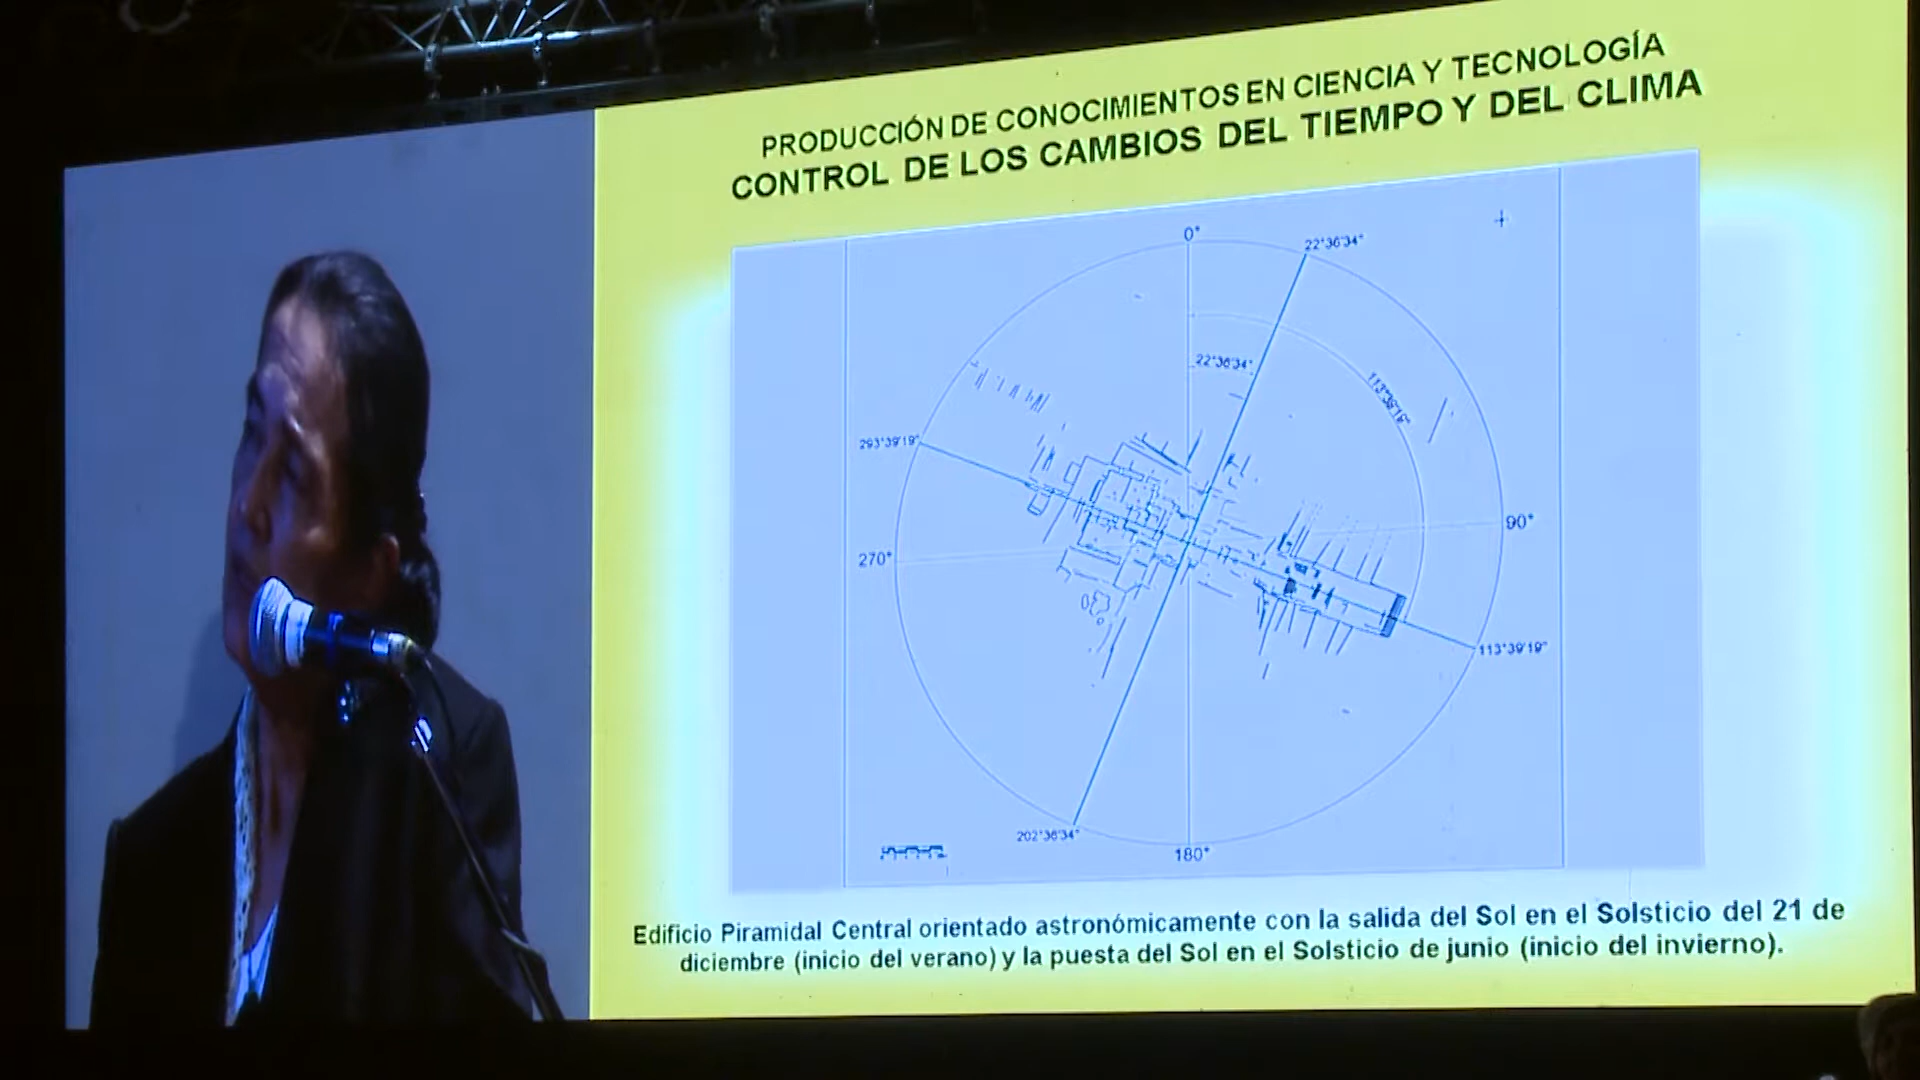 PRODUCCIÓN DE CONOCIMIENTOS EN CIENCIA Y TECNOLOGÍA
CONTROL DE LOS CAMBIOS DEL TIEMPO Y DEL CLIMA
0°
22°36'34"
22°36'34"
113°39'19"
293°39'19"
90°
270°
113°39'19"
202°36'34"
180°
Edificio Piramidal Central orientado astronómicamente con la salida del Sol en el Solsticio del 21 de
diciembre (inicio del verano) y la puesta del Sol en el Solsticio de junio (inicio del invierno).